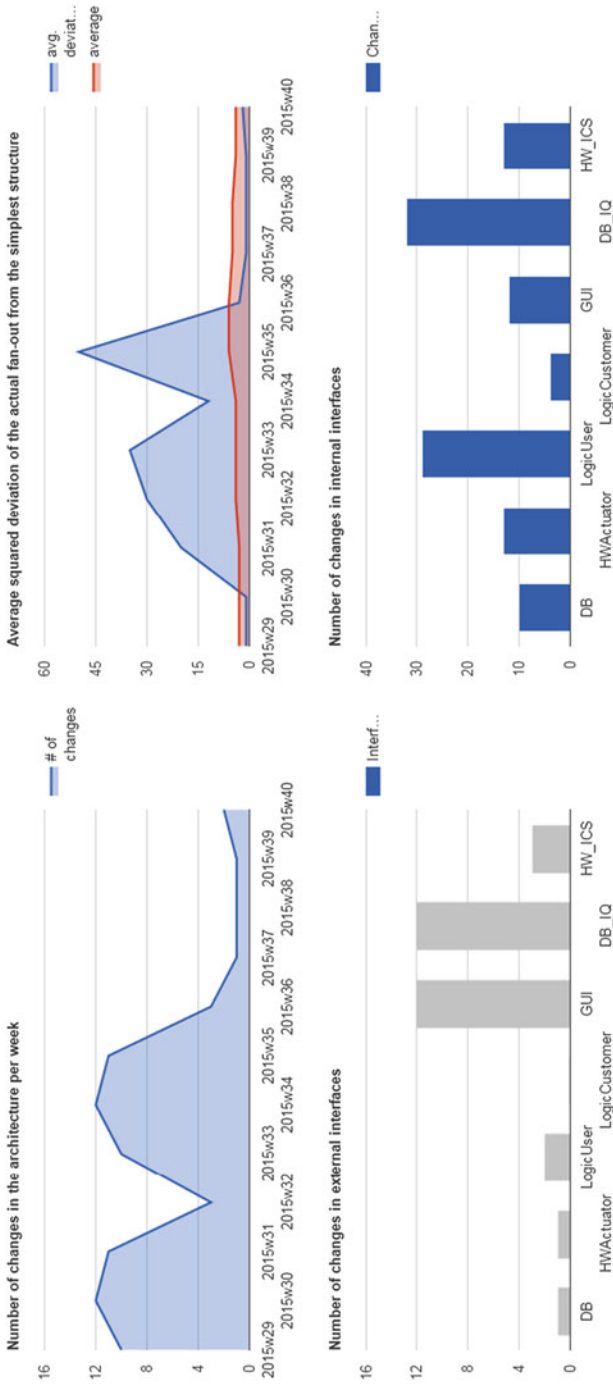 Number of changes in the architecture per week
# of
changes
16
12
8
4
0
2015w29
2015w30
2015w31
2015w32
2015w33
2015w34
2015w35
2015w36
2015w37
2015w38
2015w39
2015w40
Average squared deviation of the actual fan-out from the simplest structure
avg.
deviat...
average
60
45
30
15
0
2015w29
2015w30
2015w31
2015w32
2015w33
2015w34
2015w35
2015w36
2015w37
2015w38
2015w39
2015w40
Number of changes in external interfaces
Interf...
16
12
8
4
0
DB
HWActuator
LogicUser
LogicCustomer
GUI
DB_IQ
HW_ICS
Number of changes in internal interfaces
Chan...
40
30
20
10
0
DB
HWActuator
LogicUser
LogicCustomer
GUI
DB_IQ
HW_ICS